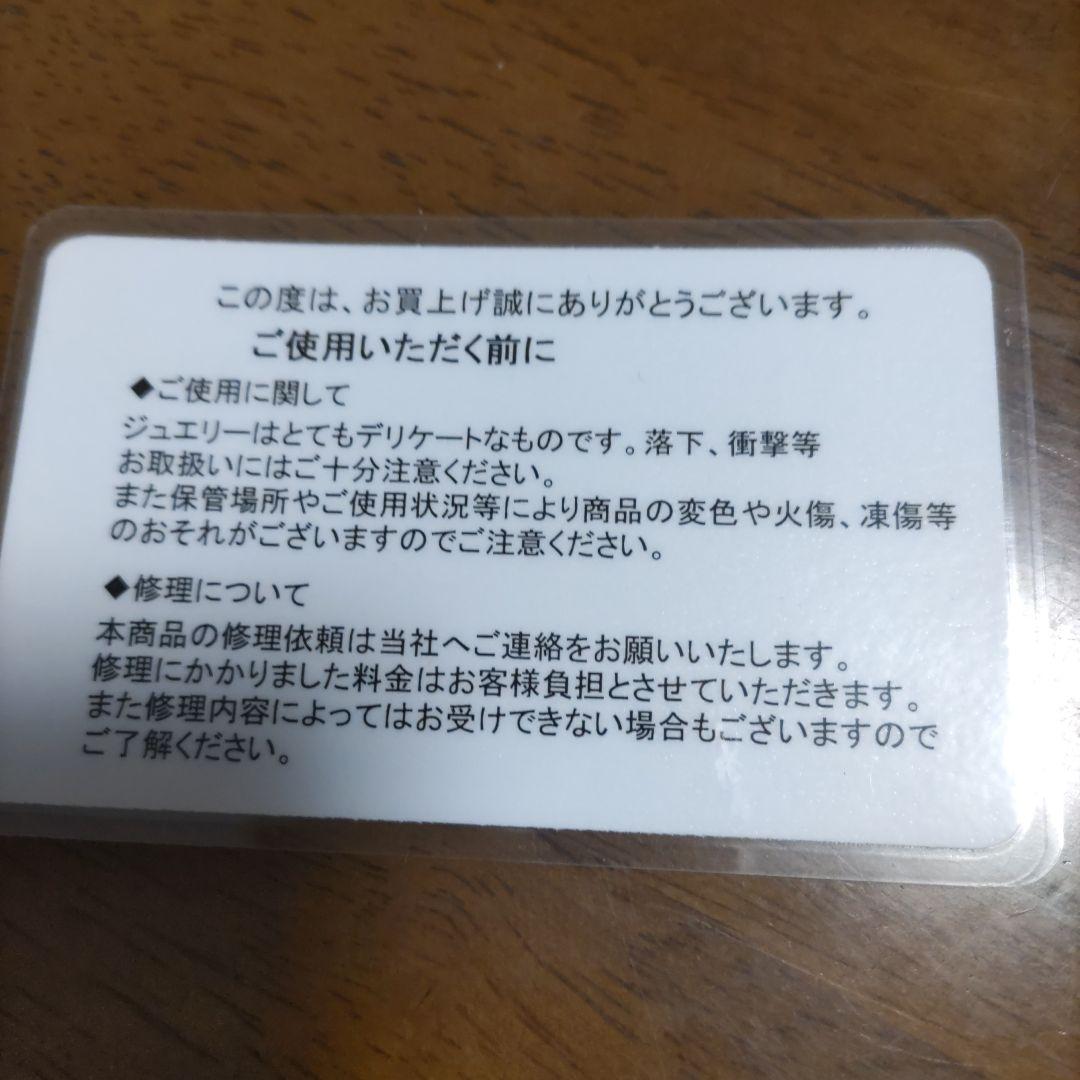 この度は、お買上げ誠にありがとうございます。
ご使用いただく前に
◆ご使用に関して
ジュエリーはとてもデリケートなものです。落下、衝撃等
お取扱いにはご十分注意ください。
また保管場所やご使用状況等により商品の変色や火傷、凍傷等
のおそれがございますのでご注意ください。
◆修理について
本商品の修理依頼は当社へご連絡をお願いいたします。
修理にかかりました料金はお客様負担とさせていただきます。
また修理内容によってはお受けできない場合もございますので
ご了解ください。